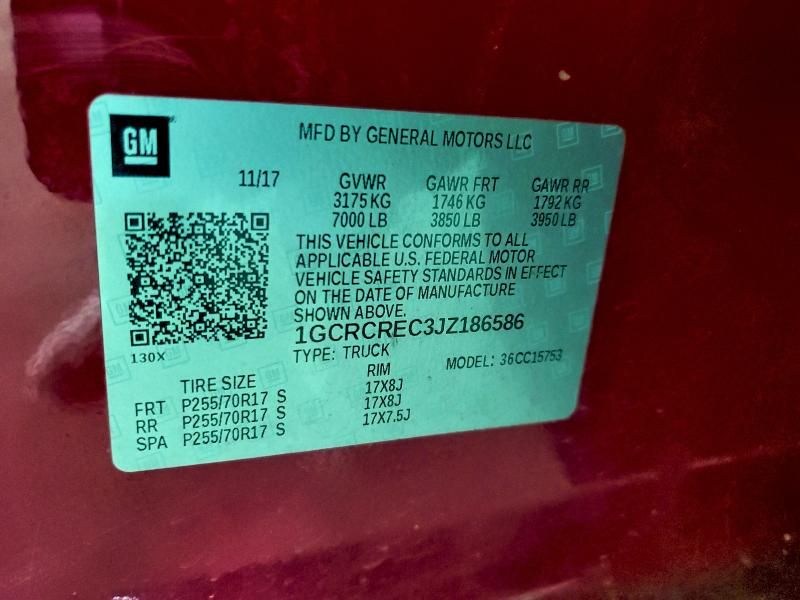 GM
MFD BY GENERAL MOTORS LLC
11/17 GVWR GAWR FRT GAWR RR
3175 KG 1746 KG 1792 KG
7000 LB 3850 LB 3950 LB
THIS VEHICLE CONFORMS TO ALL
APPLICABLE U.S. FEDERAL MOTOR
VEHICLE SAFETY STANDARDS IN EFFECT
ON THE DATE OF MANUFACTURE
SHOWN ABOVE.
1GCRCREC3JZ186586
130X
TYPE: TRUCK MODEL: 36CC15753
TIRE SIZE RIM
FRT P255/70R17 S 17X8J
RR P255/70R17 S 17X8J
SPA P255/70R17 S 17X7.5J